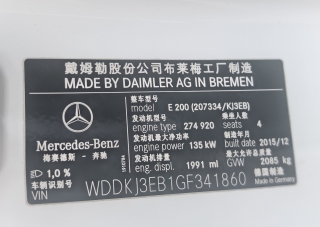 戴姆勒股份公司布莱梅工厂制造
MADE BY DAIMLER AG IN BREMEN
整车型号
model E 200 (207334/KJ3EB)
发动机型号 乘坐人数
engine type 274 920 seats 4
发动机最大净功率 制造年月
engine power 135 kW built in 2015/12
发动机排量 最大允许总质量
eng. displ. 1991 ml GVW 2085 kg
Mercedes-Benz
梅赛德斯－奔驰
1,0 %
车辆识别号 德国制造
VIN WDDKJ3EB1GF341860 Made in Germany